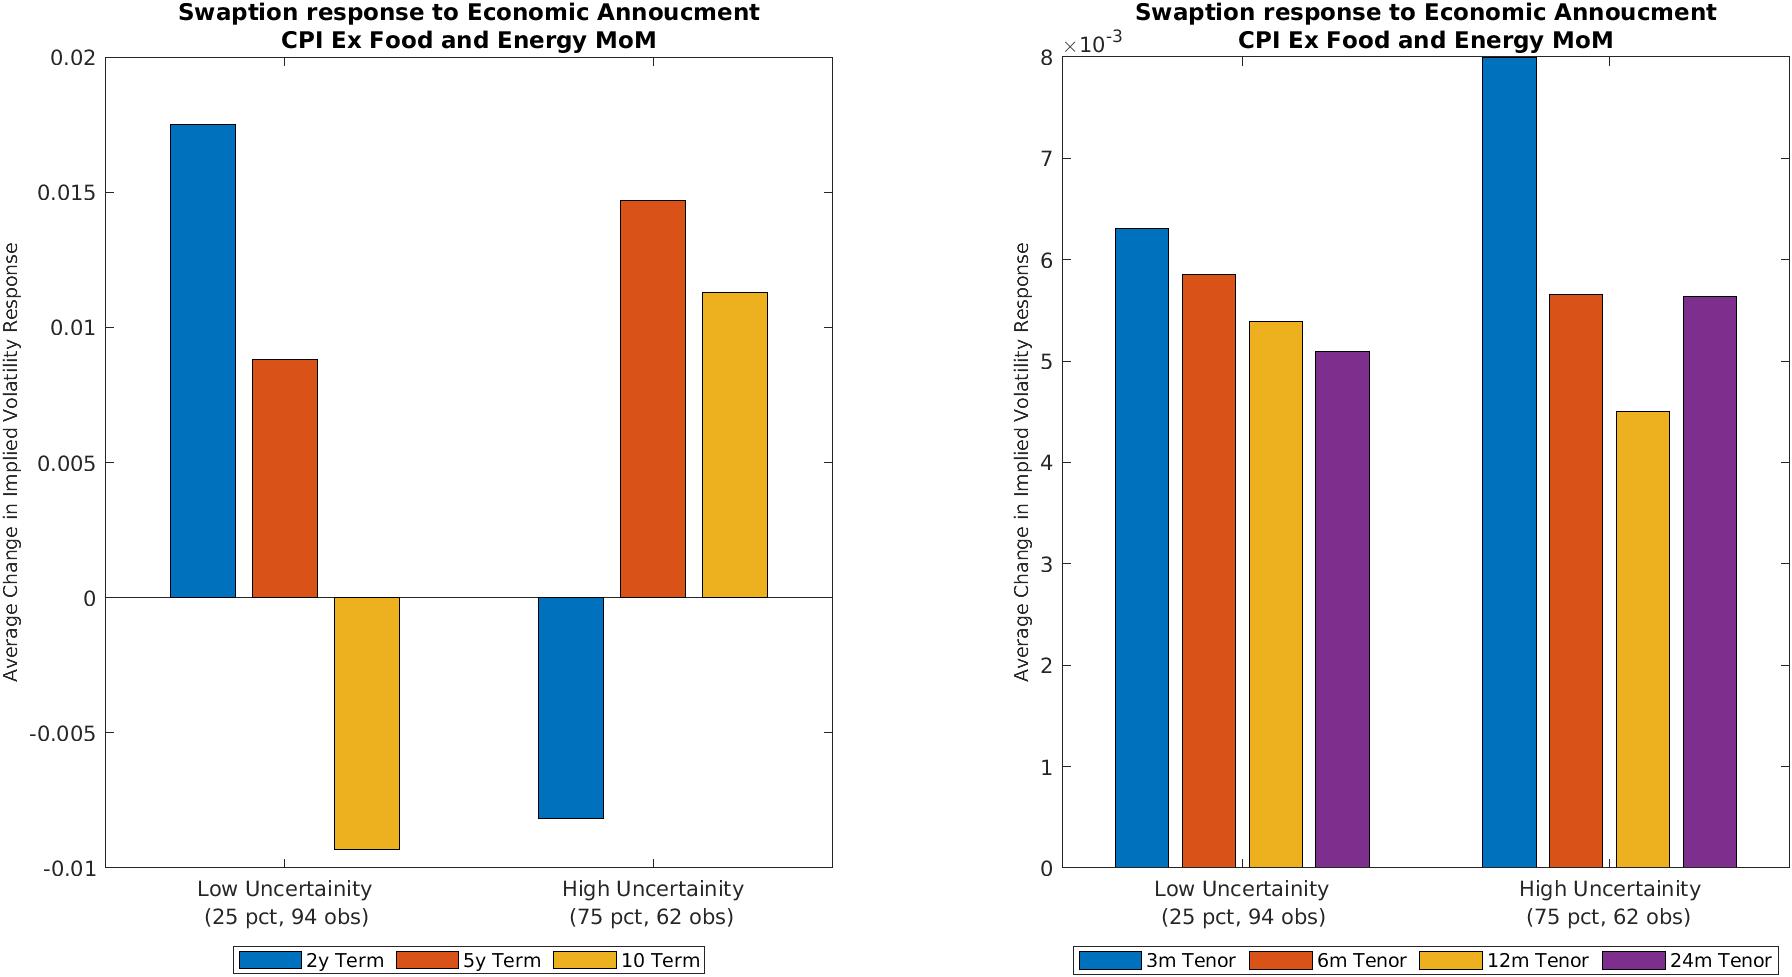 Swaption response to Economic Annoucment
CPI Ex Food and Energy MoM
Average Change in Implied Volatility Response
0.02
0.015
0.01
0.005
0
-0.005
-0.01
Low Uncertainity
(25 pct, 94 obs)
High Uncertainity
(75 pct, 62 obs)
2y Term
5y Term
10 Term
Swaption response to Economic Annoucment
CPI Ex Food and Energy MoM
×10⁻³
Average Change in Implied Volatility Response
8
7
6
5
4
3
2
1
0
Low Uncertainity
(25 pct, 94 obs)
High Uncertainity
(75 pct, 62 obs)
3m Tenor
6m Tenor
12m Tenor
24m Tenor